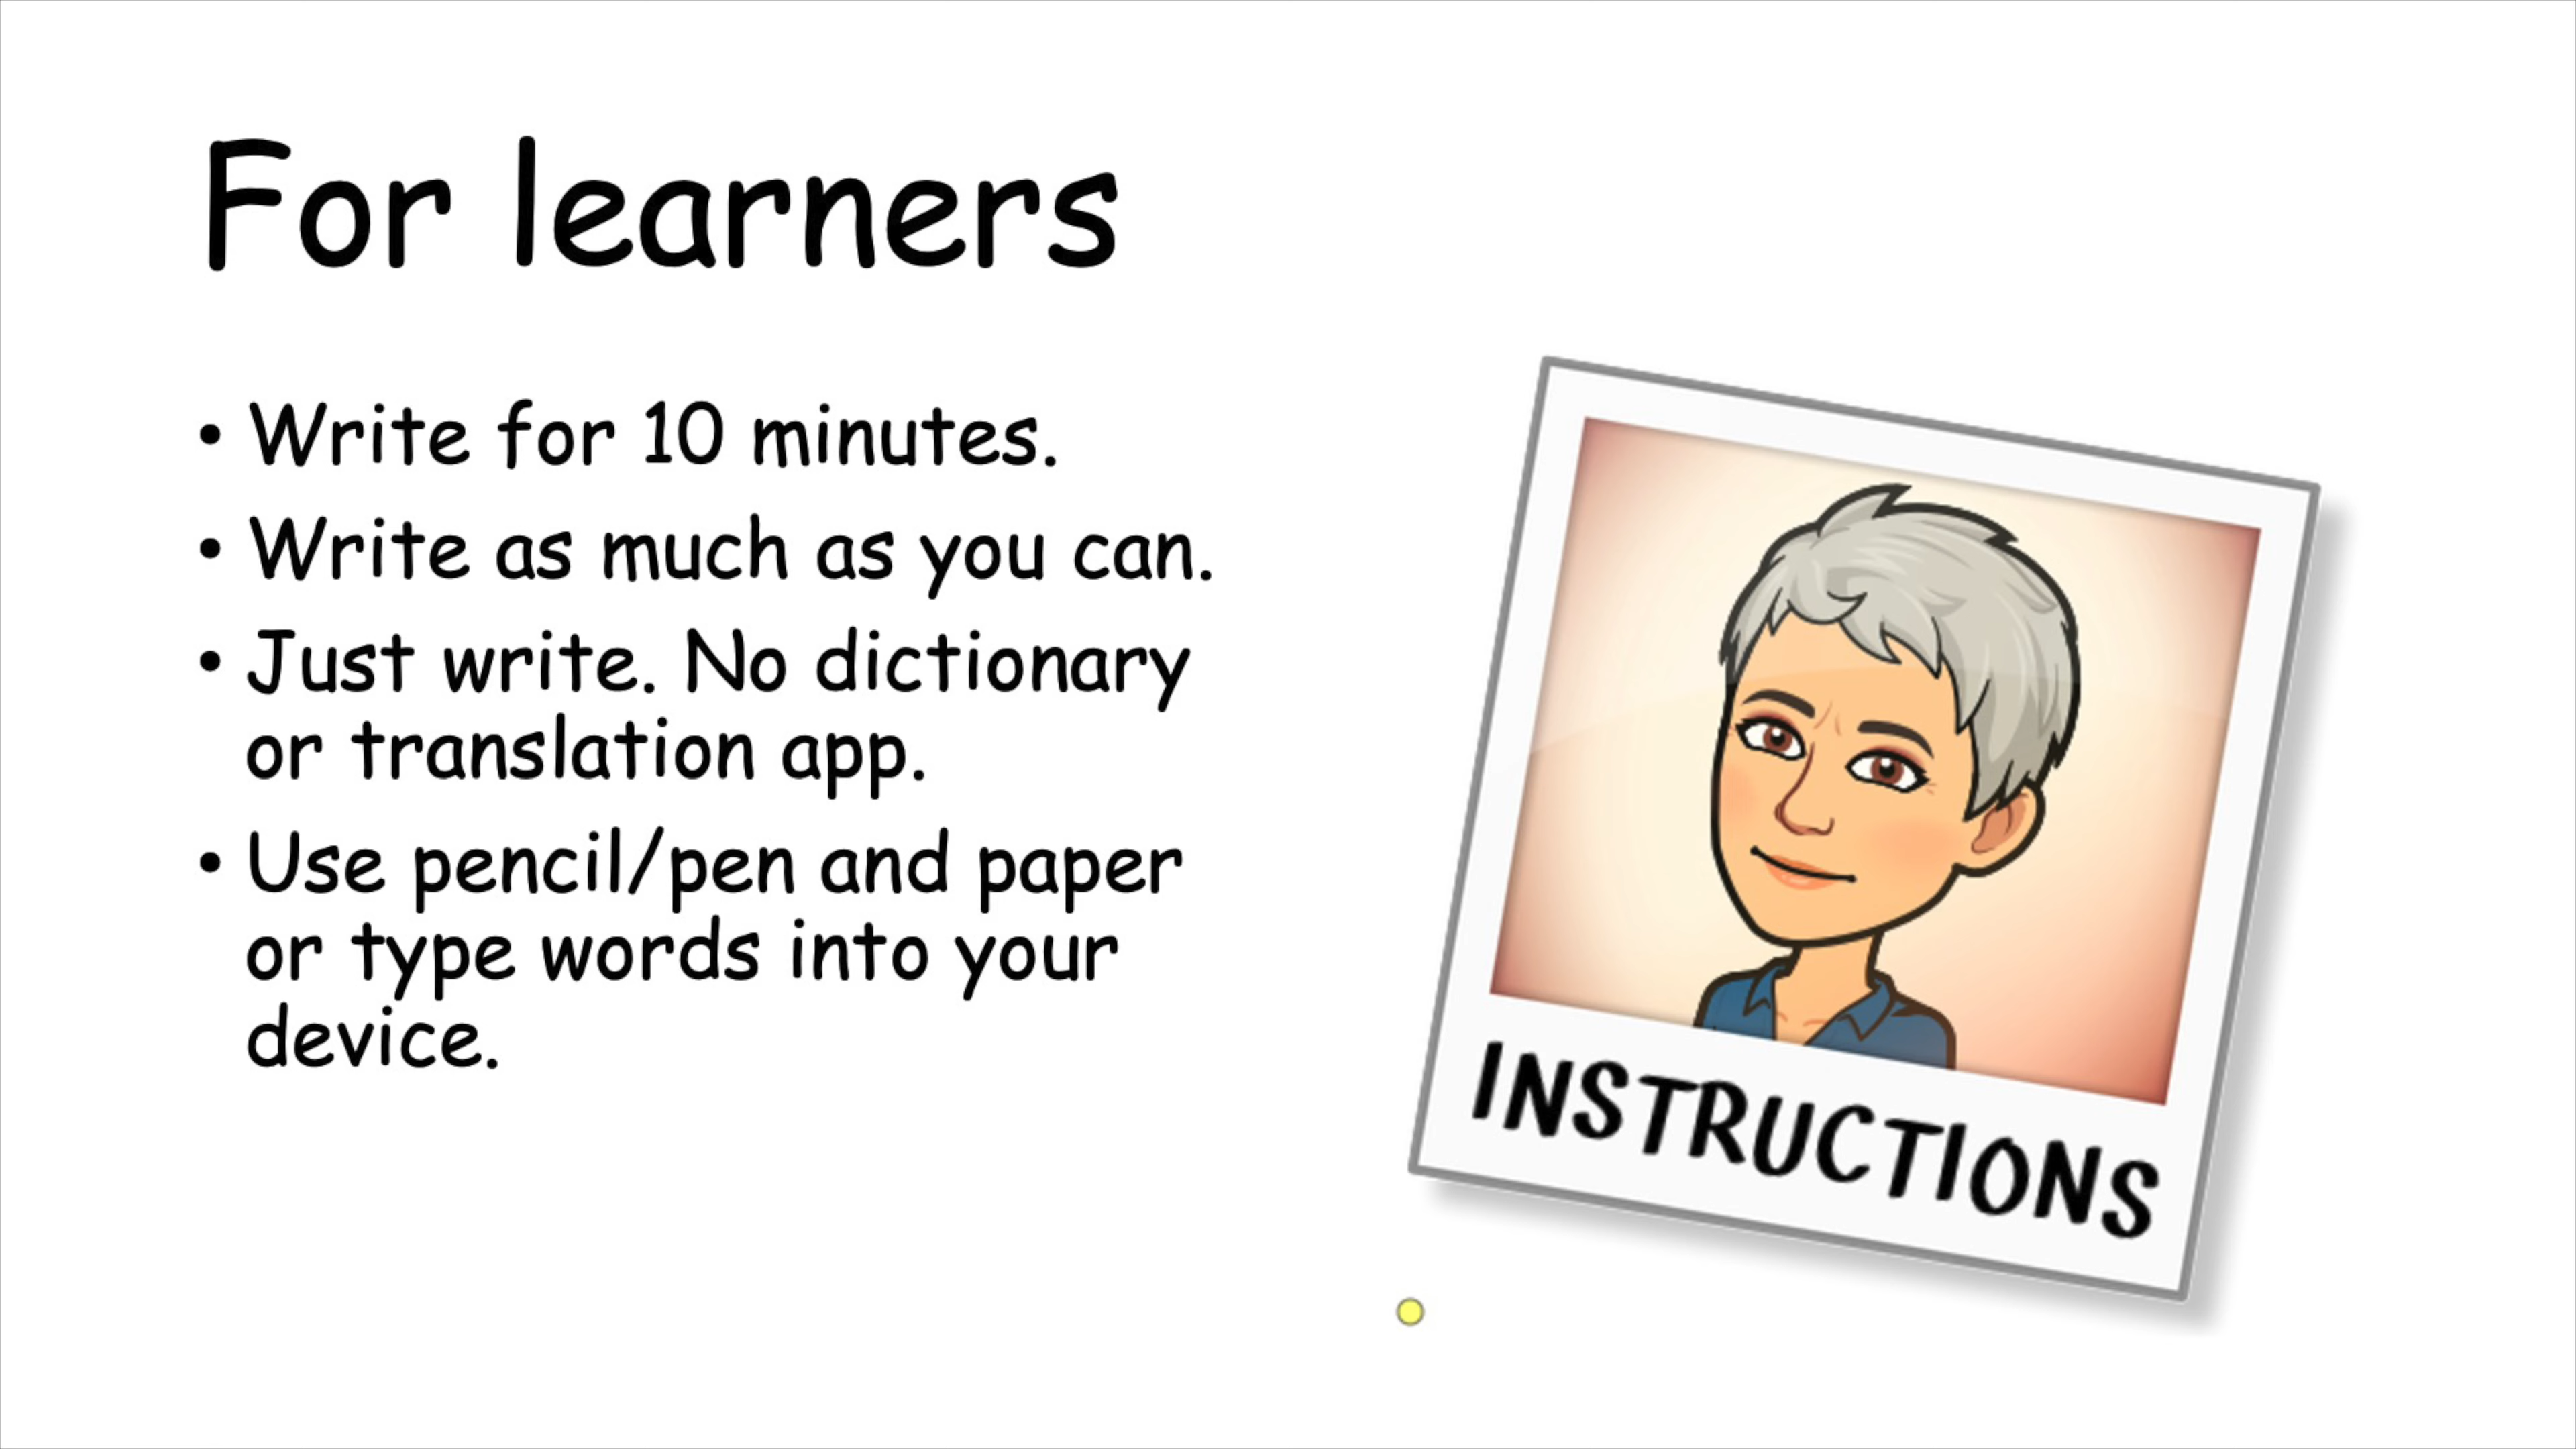 For learners
• Write for 10 minutes.
• Write as much as you can.
• Just write. No dictionary
or translation app.
• Use pencil/pen and paper
or type words into your
device.
INSTRUCTIONS